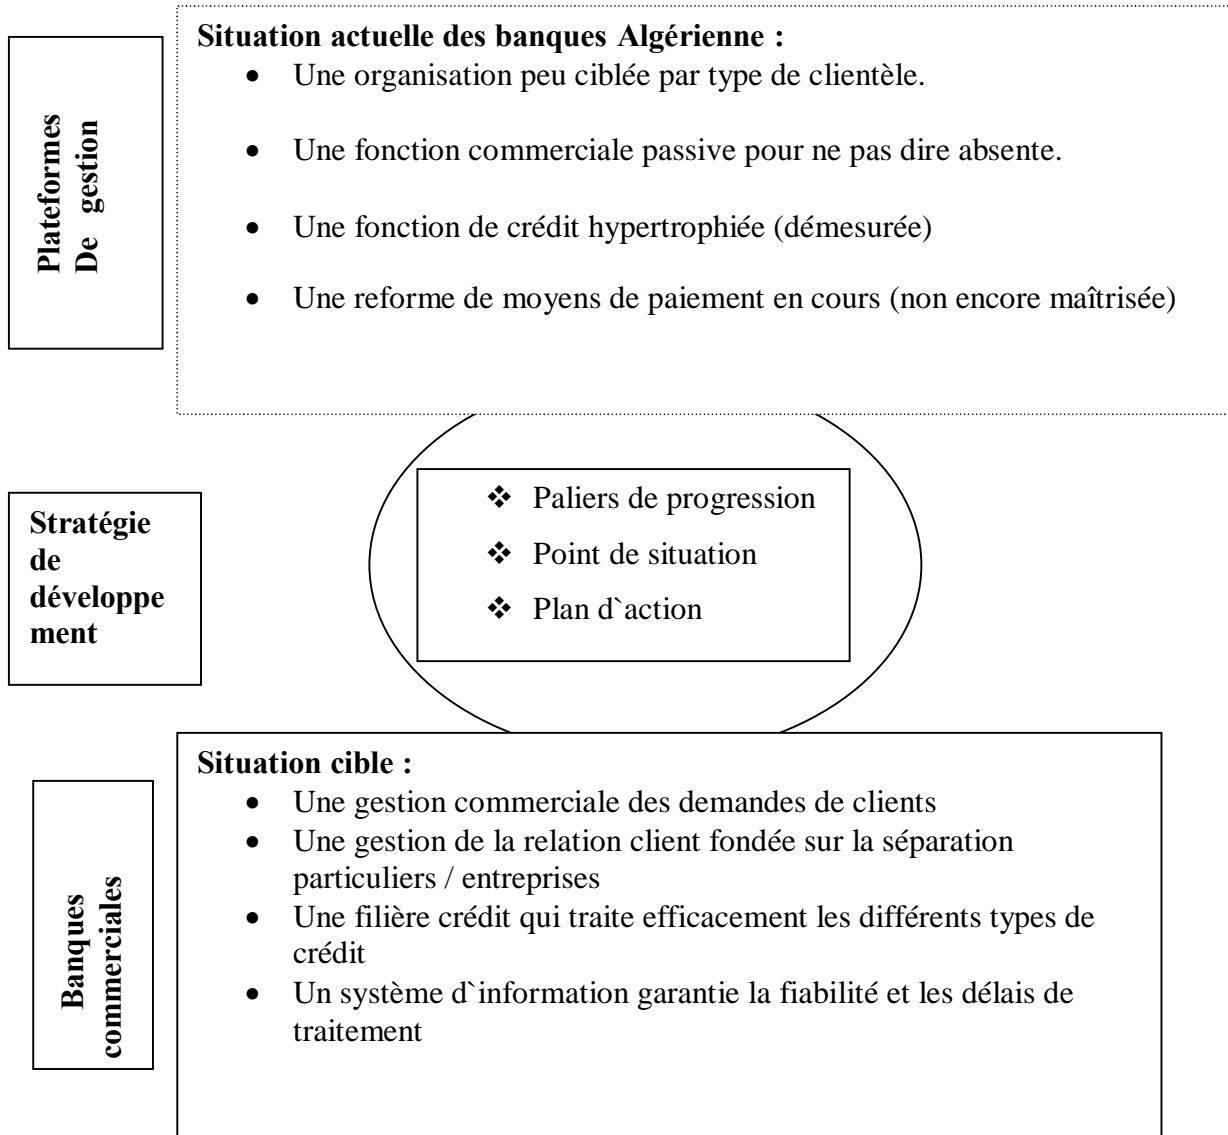 Plateformes
De gestion
Situation actuelle des banques Algérienne :
• Une organisation peu ciblée par type de clientèle.
• Une fonction commerciale passive pour ne pas dire absente.
• Une fonction de crédit hypertrophiée (démesurée)
• Une reforme de moyens de paiement en cours (non encore maîtrisée)
Stratégie
de
développe
ment
❖ Paliers de progression
❖ Point de situation
❖ Plan d`action
Banques
commerciales
Situation cible :
• Une gestion commerciale des demandes de clients
• Une gestion de la relation client fondée sur la séparation
particuliers / entreprises
• Une filière crédit qui traite efficacement les différents types de
crédit
• Un système d`information garantie la fiabilité et les délais de
traitement